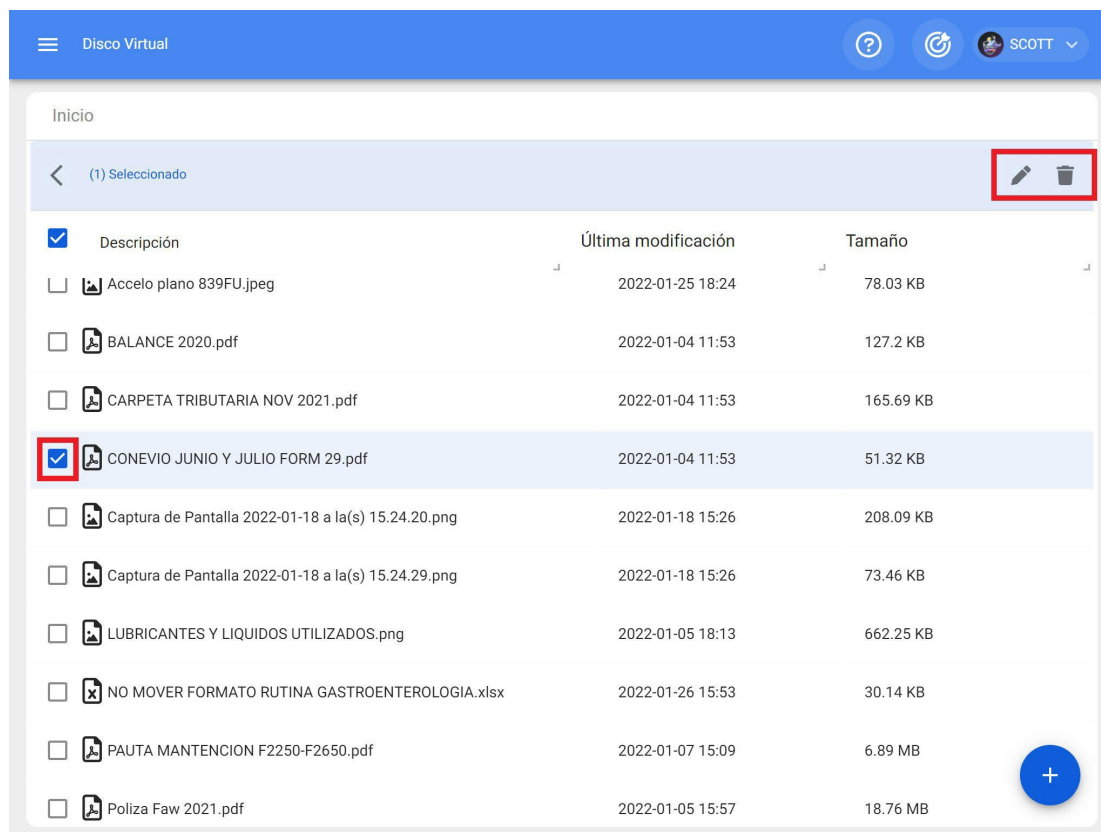 Disco Virtual
SCOTT
Inicio
(1) Seleccionado
Descripción Última modificación Tamaño
Accelo plano 839FU.jpeg 2022-01-25 18:24 78.03 KB
BALANCE 2020.pdf 2022-01-04 11:53 127.2 KB
CARPETA TRIBUTARIA NOV 2021.pdf 2022-01-04 11:53 165.69 KB
CONEVIO JUNIO Y JULIO FORM 29.pdf 2022-01-04 11:53 51.32 KB
Captura de Pantalla 2022-01-18 a la(s) 15.24.20.png 2022-01-18 15:26 208.09 KB
Captura de Pantalla 2022-01-18 a la(s) 15.24.29.png 2022-01-18 15:26 73.46 KB
LUBRICANTES Y LIQUIDOS UTILIZADOS.png 2022-01-05 18:13 662.25 KB
NO MOVER FORMATO RUTINA GASTROENTEROLOGIA.xlsx 2022-01-26 15:53 30.14 KB
PAUTA MANTENCION F2250-F2650.pdf 2022-01-07 15:09 6.89 MB
Poliza Faw 2021.pdf 2022-01-05 15:57 18.76 MB